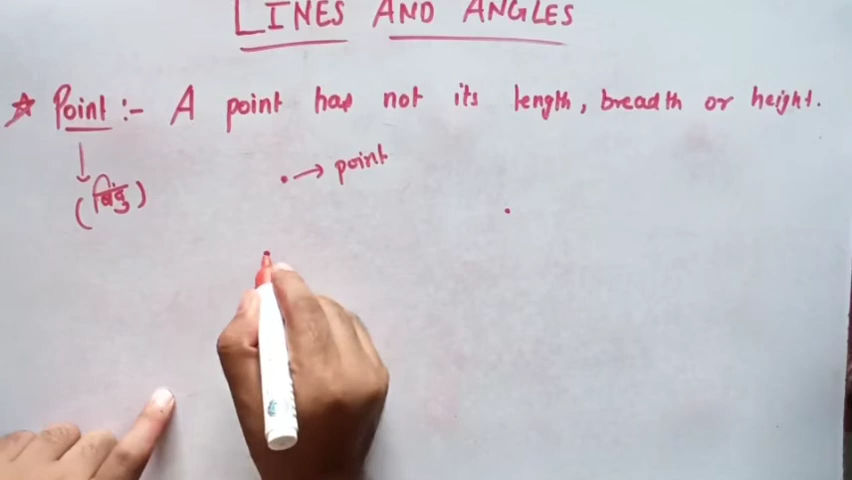 LINES AND ANGLES
☆ Point :- A point has not its length, breadth or height.
• → point
(बिंदु)